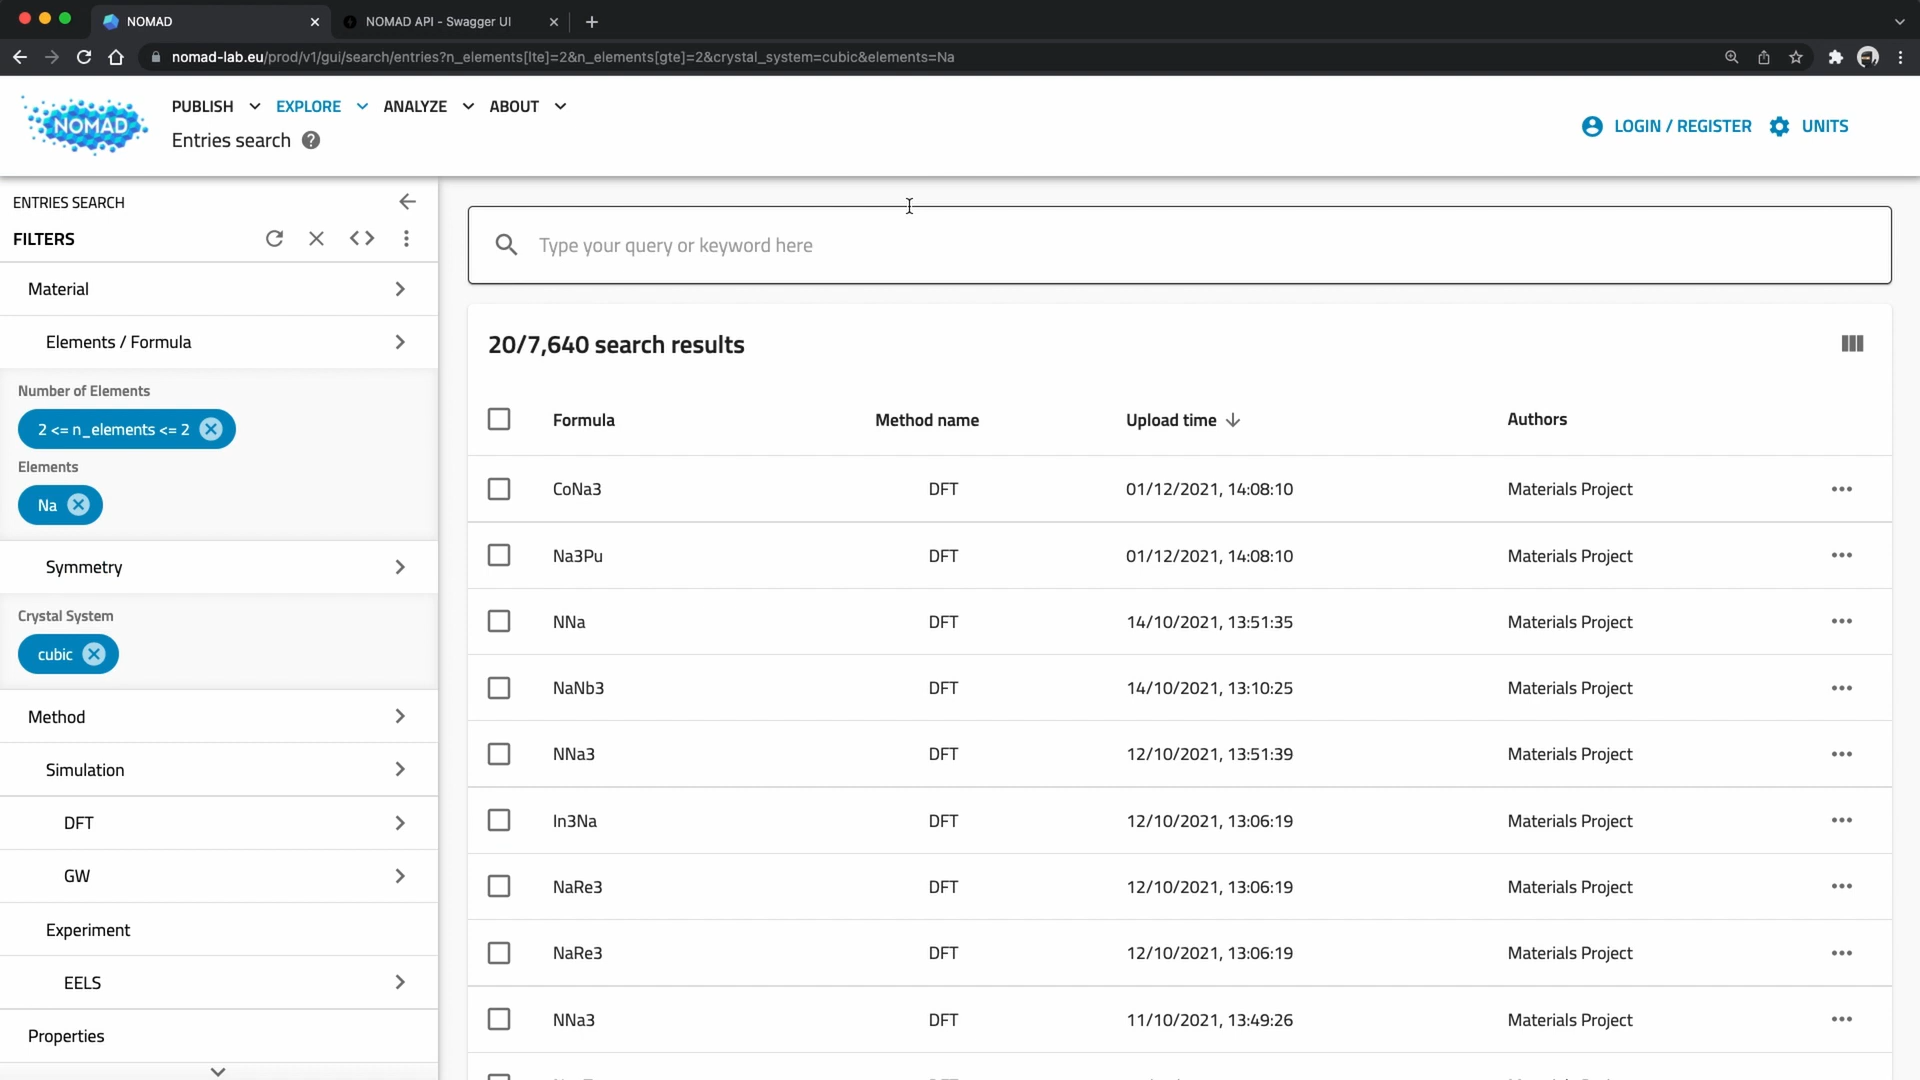 NOMAD
NOMAD API - Swagger UI
nomad-lab.eu/prod/v1/gui/search/entries?n_elements[lte]=2&n_elements[gte]=2&crystal_system=cubic&elements=Na
NOMAD
PUBLISH EXPLORE ANALYZE ABOUT
Entries search
LOGIN / REGISTER UNITS
ENTRIES SEARCH
FILTERS
Material
Elements / Formula
Number of Elements
2 <= n_elements <= 2
Elements
Na
Symmetry
Crystal System
cubic
Method
Simulation
DFT
GW
Experiment
EELS
Properties
Type your query or keyword here
20/7,640 search results
Formula Method name Upload time Authors
CoNa3 DFT 01/12/2021, 14:08:10 Materials Project
Na3Pu DFT 01/12/2021, 14:08:10 Materials Project
NNa DFT 14/10/2021, 13:51:35 Materials Project
NaNb3 DFT 14/10/2021, 13:10:25 Materials Project
NNa3 DFT 12/10/2021, 13:51:39 Materials Project
In3Na DFT 12/10/2021, 13:06:19 Materials Project
NaRe3 DFT 12/10/2021, 13:06:19 Materials Project
NaRe3 DFT 12/10/2021, 13:06:19 Materials Project
NNa3 DFT 11/10/2021, 13:49:26 Materials Project